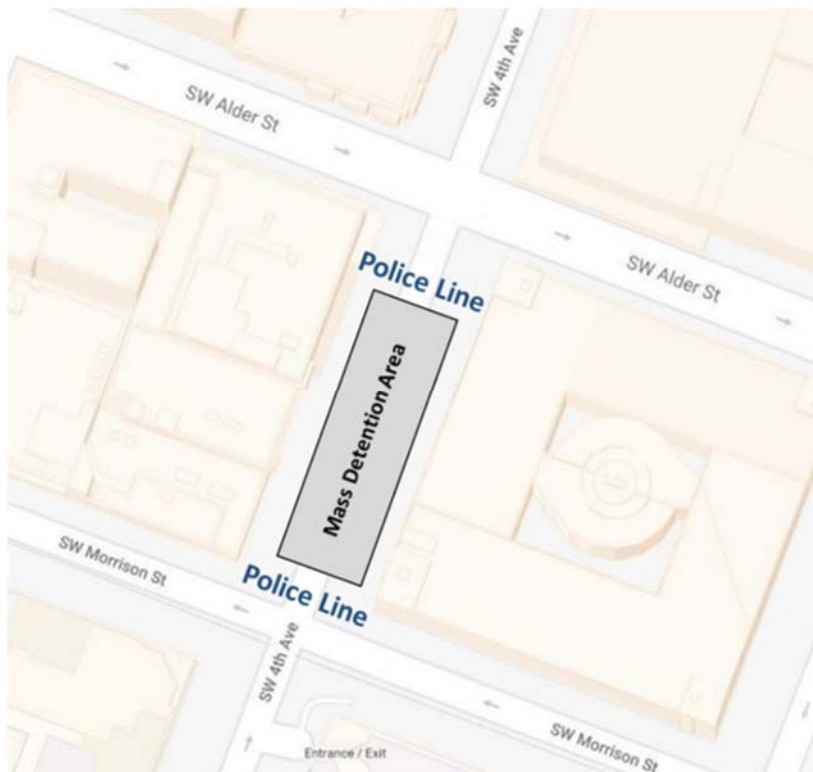 SW 4th Ave
SW Alder St
SW Alder St
Police Line
Mass Detention Area
SW Morrison St
Police Line
SW 4th Ave
SW Morrison St
Entrance / Exit